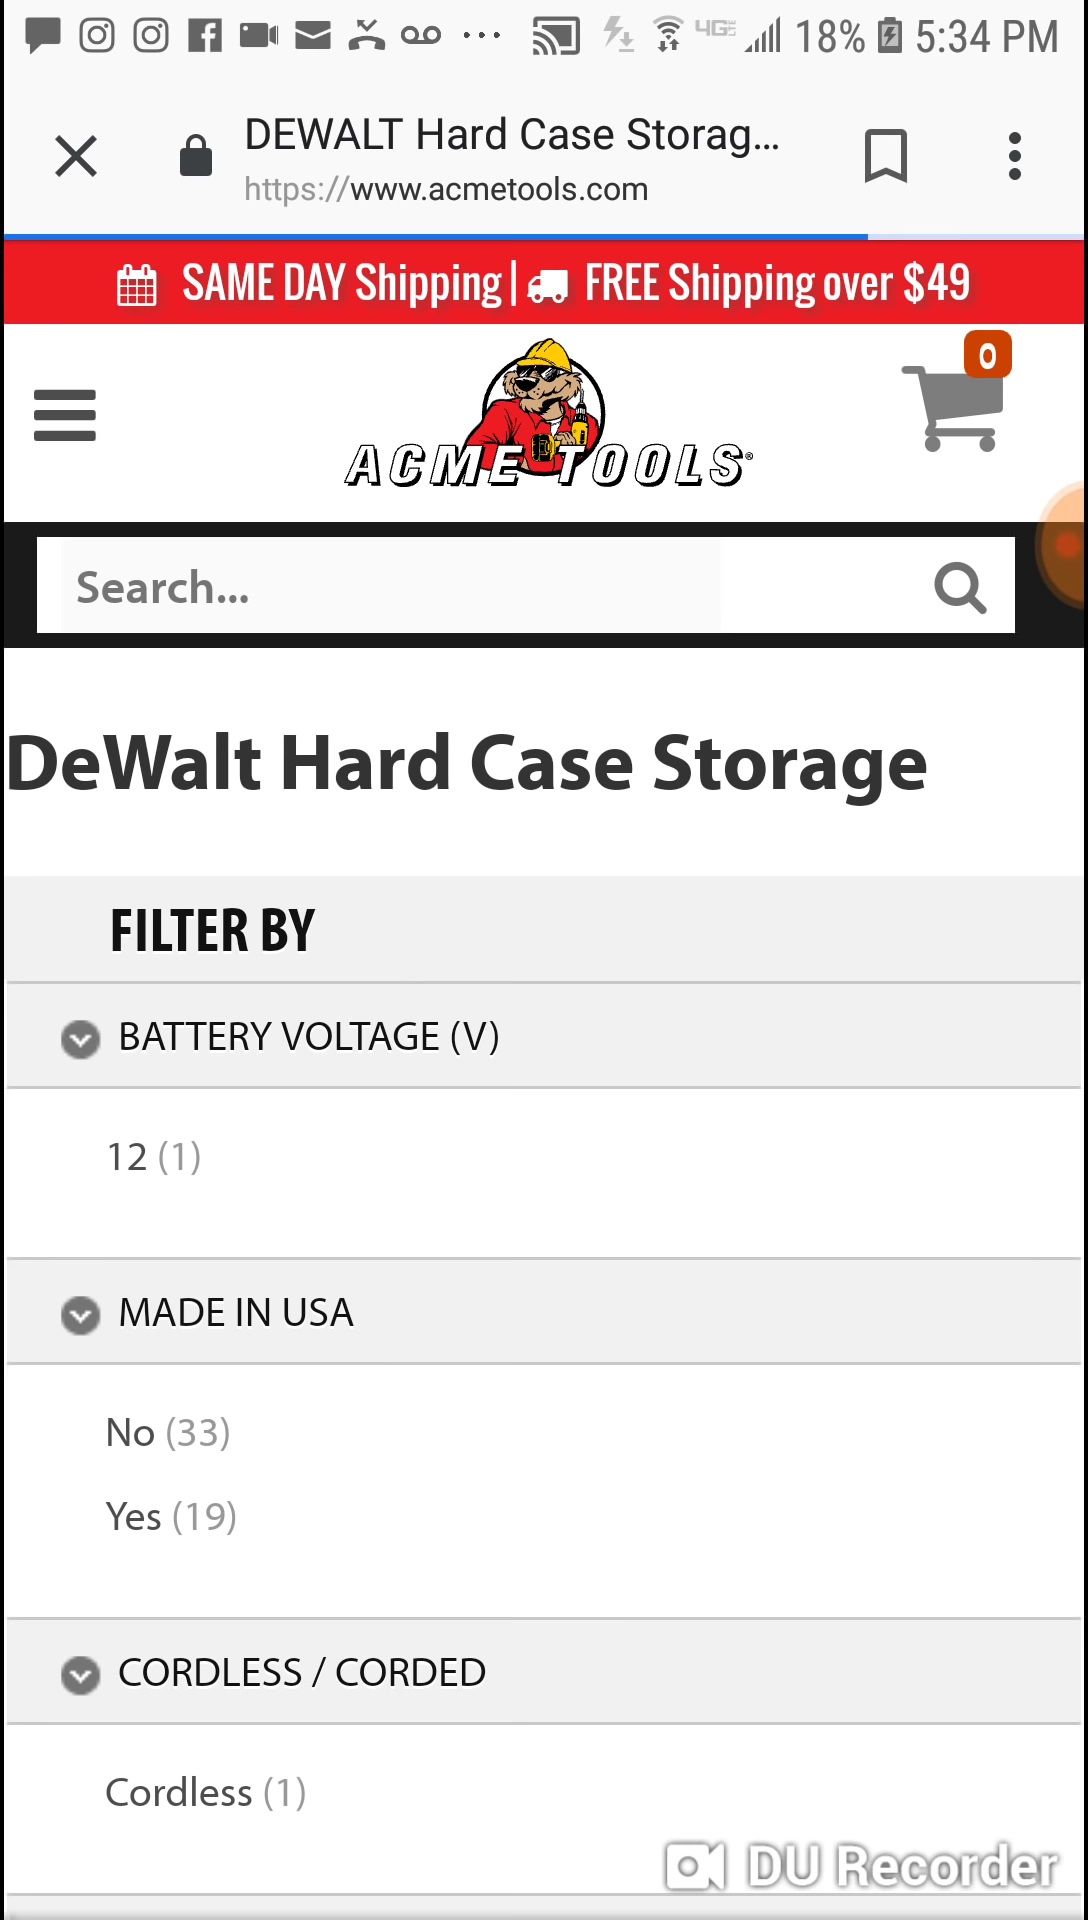 4GE 18% 5:34 PM
DEWALT Hard Case Storag...
https://www.acmetools.com
SAME DAY Shipping | FREE Shipping over $49
0
ACME TOOLS®
Search...
DeWalt Hard Case Storage
FILTER BY
BATTERY VOLTAGE (V)
12 (1)
MADE IN USA
No (33)
Yes (19)
CORDLESS / CORDED
Cordless (1)
DU Recorder